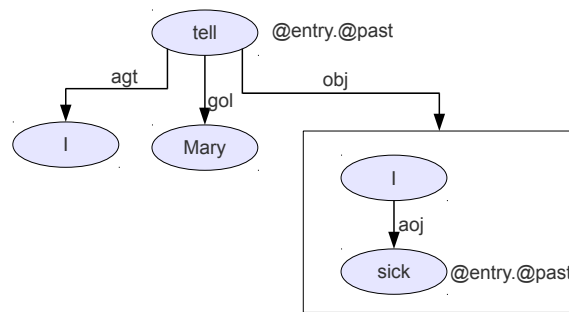 tell @entry.@past
agt
gol
obj
I
Mary
I
aoj
sick @entry.@past